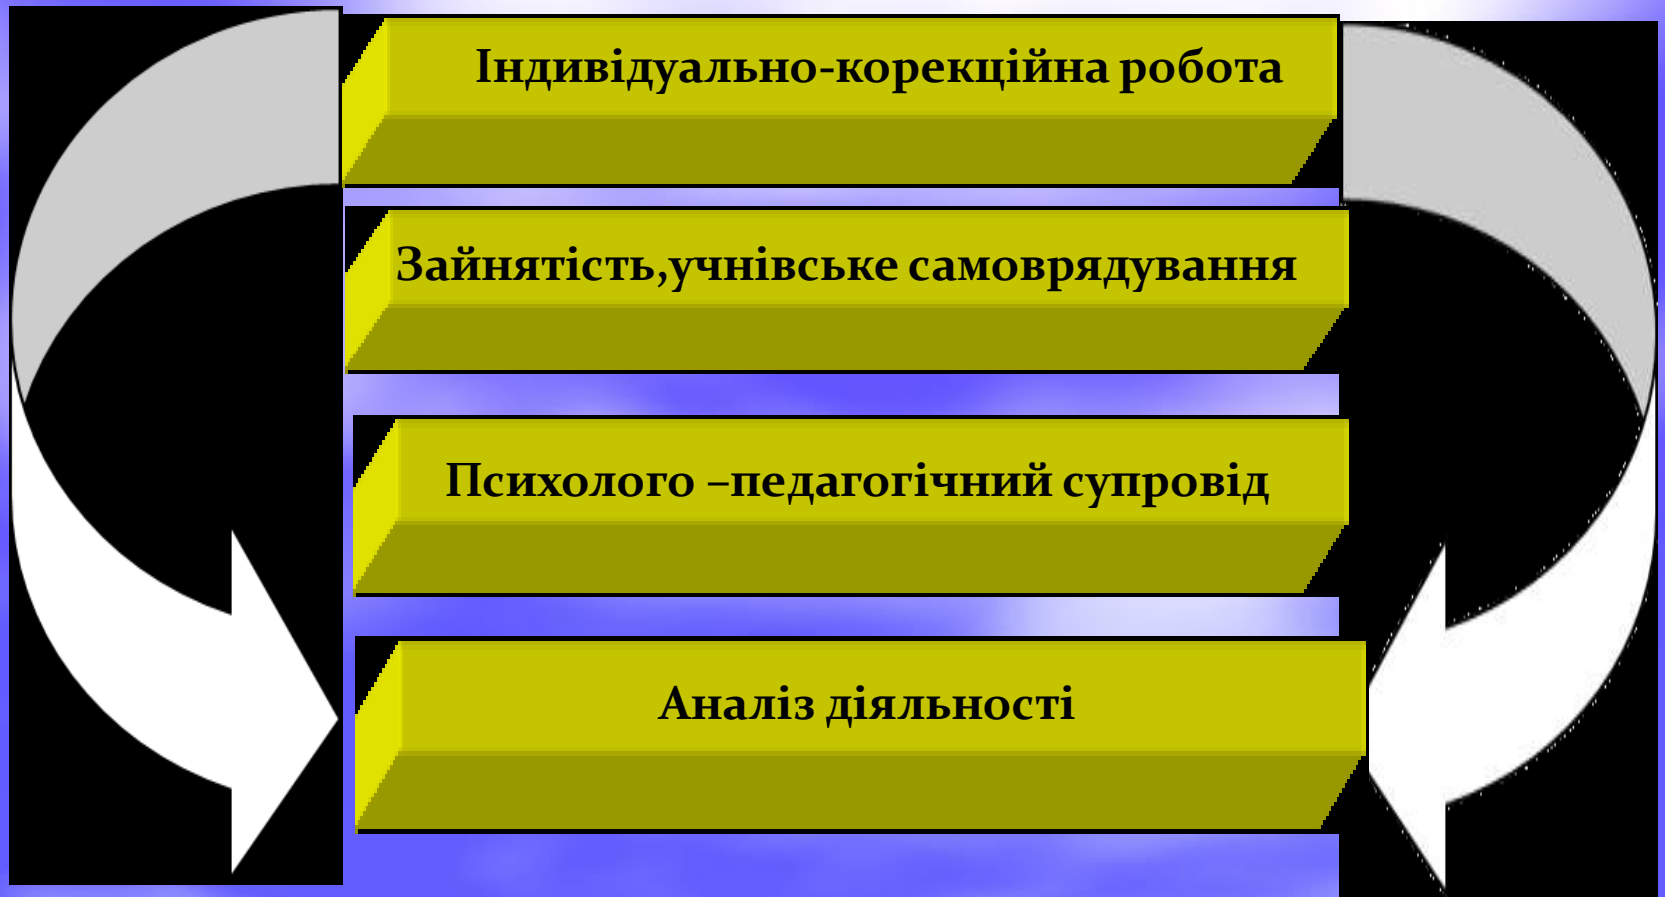 Індивідуально-корекційна робота
Зайнятість,учнівське самоврядування
Психолого –педагогічний супровід
Аналіз діяльності